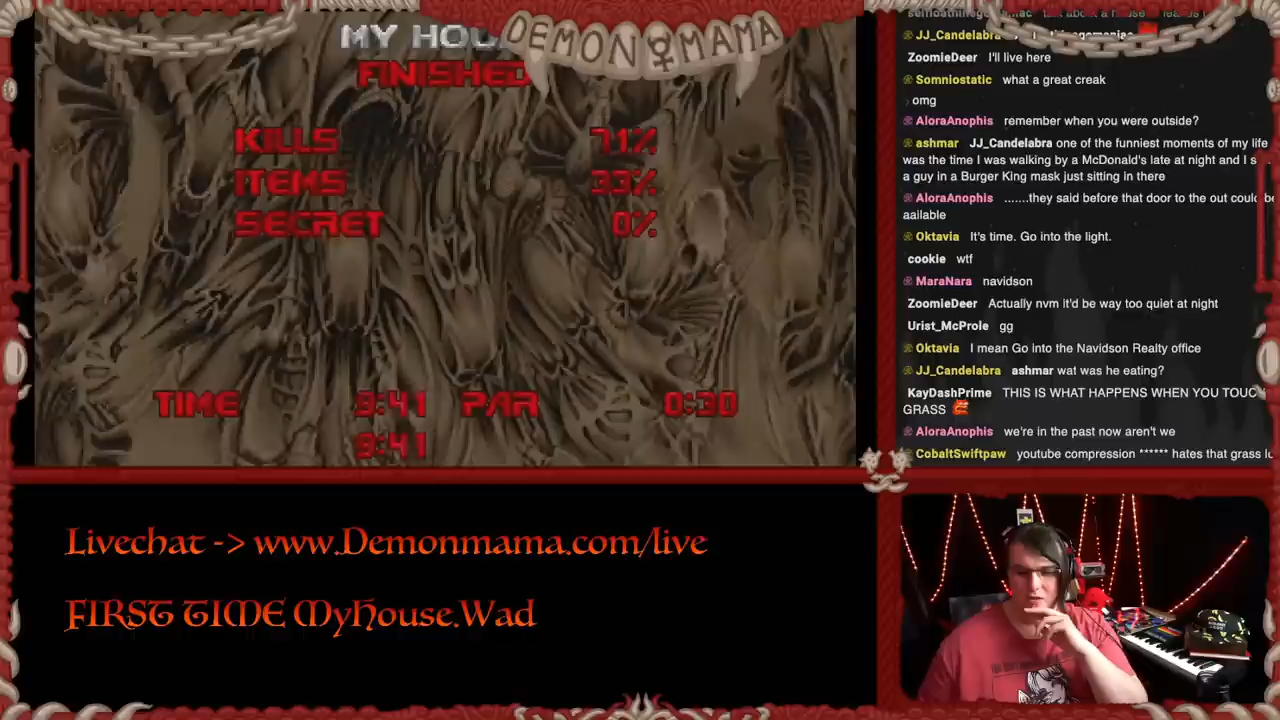 MY HOU
DEMON MAMA
FINISHED
KILLS 71%
ITEMS 33%
SECRET 0%
TIME 9:41 PAR 0:30
9:41
JJ_Candelabra
ZoomieDeer I'll live here
Somniostatic what a great creak
omg
AloraAnophis remember when you were outside?
ashmar JJ_Candelabra one of the funniest moments of my life
was the time I was walking by a McDonald's late at night and I s
a guy in a Burger King mask just sitting in there
AloraAnophis .......they said before that door to the out could be
aailable
Oktavia It's time. Go into the light.
cookie wtf
MaraNara navidson
ZoomieDeer Actually nvm it'd be way too quiet at night
Urist_McProle gg
Oktavia I mean Go into the Navidson Realty office
JJ_Candelabra ashmar wat was he eating?
KayDashPrime THIS IS WHAT HAPPENS WHEN YOU TOUC
GRASS
AloraAnophis we're in the past now aren't we
CobaltSwiftpaw youtube compression ****** hates that grass lo
Livechat -> www.Demonmama.com/live
FIRST TIME MyHouse.Wad